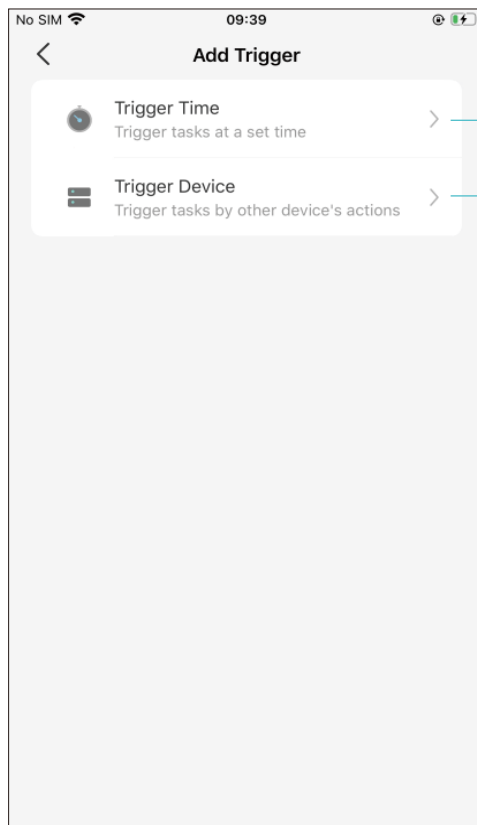 No SIM 09:39
Add Trigger
Trigger Time
Trigger tasks at a set time
Trigger Device
Trigger tasks by other device's actions